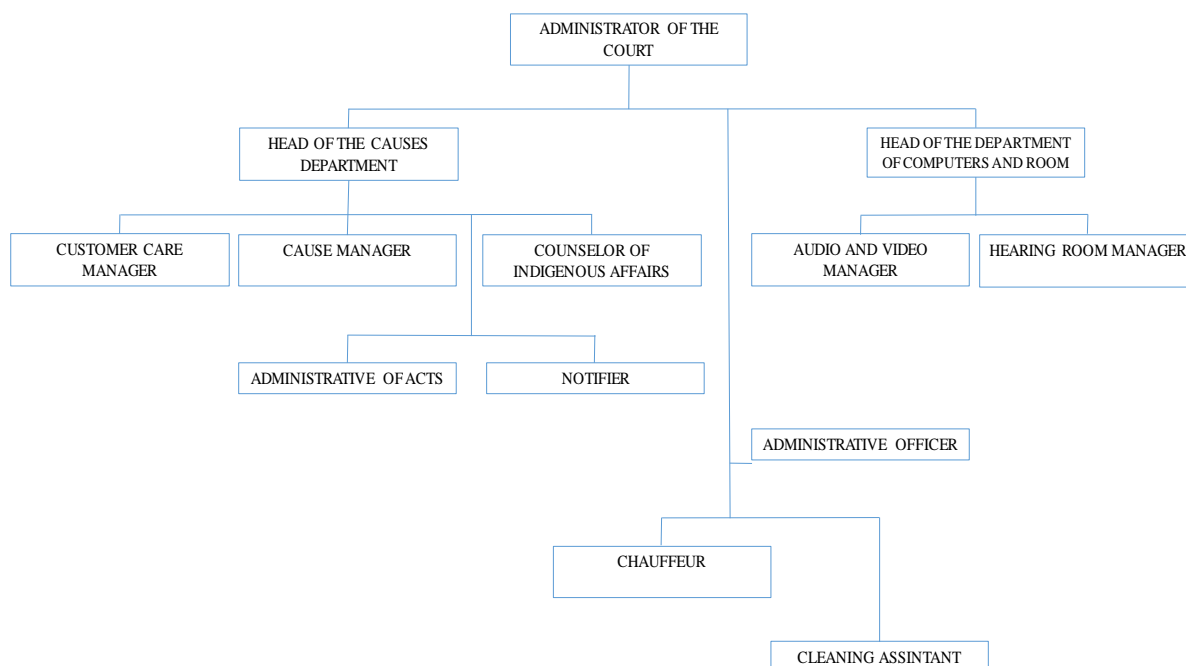 ADMINISTRATOR OF THE
COURT
HEAD OF THE CAUSES
DEPARTMENT
HEAD OF THE DEPARTMENT
OF COMPUTERS AND ROOM
CUSTOMER CARE
MANAGER
CAUSE MANAGER
COUNSELOR OF
INDIGENOUS AFFAIRS
AUDIO AND VIDEO
MANAGER
HEARING ROOM MANAGER
ADMINISTRATIVE OF ACTS
NOTIFIER
ADMINISTRATIVE OFFICER
CHAUFFEUR
CLEANING ASSINTANT